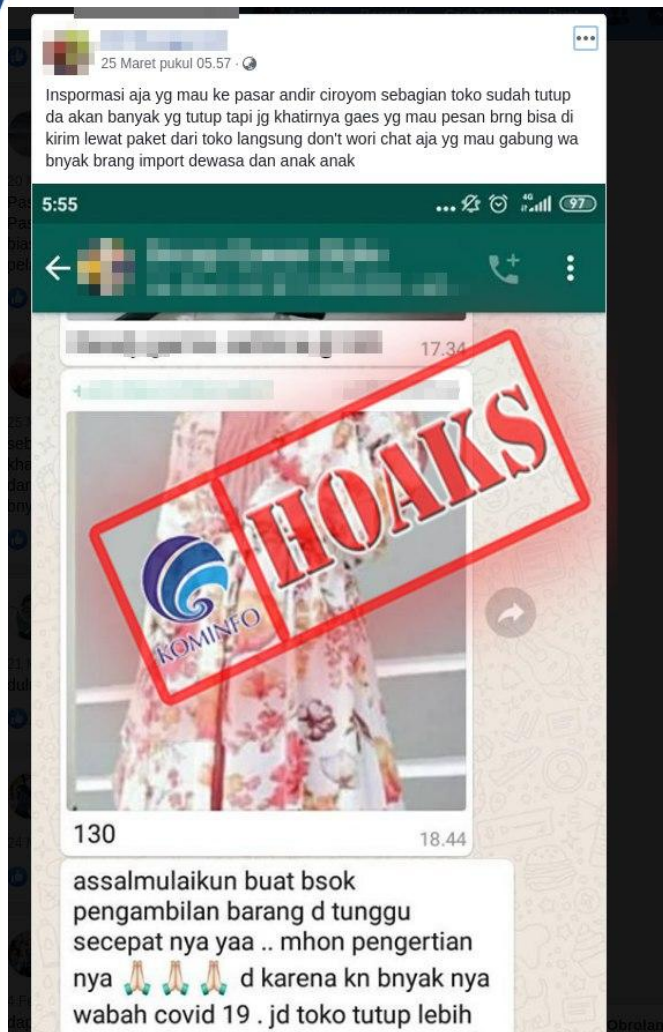 25 Maret pukul 05.57 ·
Inspormasi aja yg mau ke pasar andir ciroyom sebagian toko sudah tutup
da akan banyak yg tutup tapi jg khatirnya gaes yg mau pesan brng bisa di
kirim lewat paket dari toko langsung don't wori chat aja yg mau gabung wa
bnyak brang import dewasa dan anak anak
5:55
4G
97
17.34
KOMINFO
HOAKS
130
18.44
assalmulaikun buat bsok
pengambilan barang d tunggu
secepat nya yaa .. mhon pengertian
nya 🙏🏻 🙏🏻 🙏🏻 d karena kn bnyak nya
wabah covid 19 . jd toko tutup lebih